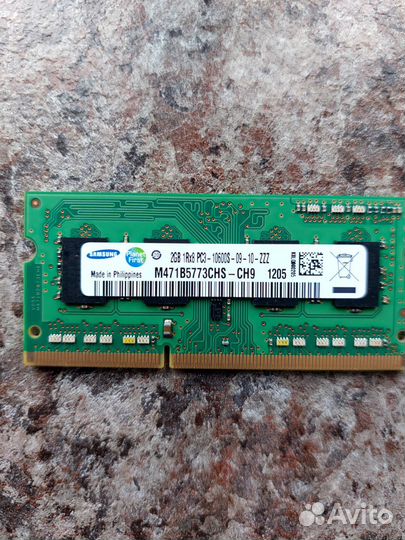 SAMSUNG
Planet First
2GB 1Rx8 PC3-10600S-09-10-ZZZ
Made in Philippines
M471B5773CHS-CH9 1205
Avito